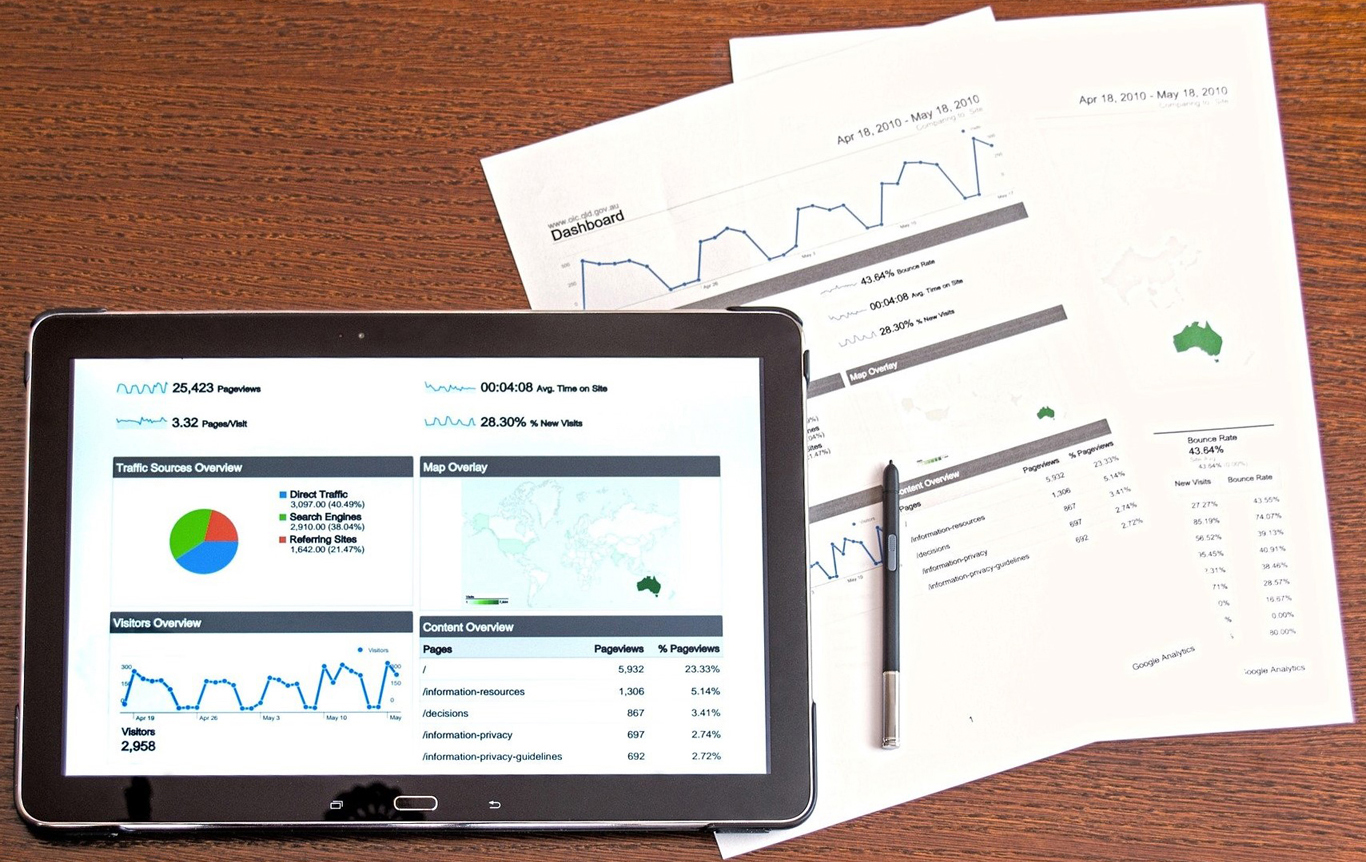 25,423 Pageviews
00:04:08 Avg. Time on Site
3.32 Pages/Visit
28.30% % New Visits
Traffic Sources Overview
Direct Traffic
3,097.00 (40.49%)
Search Engines
2,910.00 (38.04%)
Referring Sites
1,642.00 (21.47%)
Map Overlay
Visitors Overview
Visitors
300
150
0
300
150
0
Apr 19
Apr 26
May 3
May 10
May
Visitors
2,958
Content Overview
Pages Pageviews % Pageviews
/ 5,932 23.33%
/information-resources 1,306 5.14%
/decisions 867 3.41%
/information-privacy 697 2.74%
/information-privacy-guidelines 692 2.72%
Apr 18, 2010 - May 18, 2010
Comparing to: Site
www.oic.qld.gov.au
Dashboard
43.64% Bounce Rate
00:04:08 Avg. Time on Site
28.30% % New Visits
Map Overlay
Content Overview
Pages Pageviews % Pageviews
/ 5,932 23.33%
/information-resources 1,306 5.14%
/decisions 867 3.41%
/information-privacy 697 2.74%
/information-privacy-guidelines 692 2.72%
May 10
1
Apr 18, 2010 - May 18, 2010
Comparing to: Site
Bounce Rate
43.64%
New Visits Bounce Rate
27.27% 43.55%
85.19% 74.07%
56.52% 39.13%
35.45% 40.91%
38.46%
71% 28.57%
0% 16.67%
% 0.00%
80.00%
Google Analytics
Google Analytics